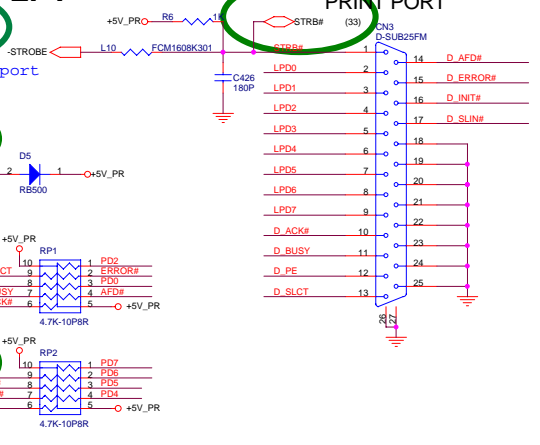 PRINT PORT
+5V_PR
R6
STRB#
(33)
CN3
D-SUB25FM
-STROBE
L10
FCM1608K301
STRB#
1
14
D_AFD#
port
C426
180P
LPD0
2
15
D_ERROR#
LPD1
3
16
D_INIT#
LPD2
4
17
D_SLIN#
LPD3
5
18
LPD4
6
19
LPD5
7
20
LPD6
8
21
LPD7
9
22
D_ACK#
10
23
D_BUSY
11
24
D_PE
12
25
D_SLCT
13
26
27
D5
2
1
+5V_PR
RB500
+5V_PR
RP1
10
1
PD2
CT
9
2
ERROR#
8
3
PD0
SY
7
4
AFD#
K#
6
5
+5V_PR
4.7K-10P8R
+5V_PR
RP2
10
1
PD7
9
2
PD6
8
3
PD5
#
7
4
PD4
6
5
+5V_PR
4.7K-10P8R